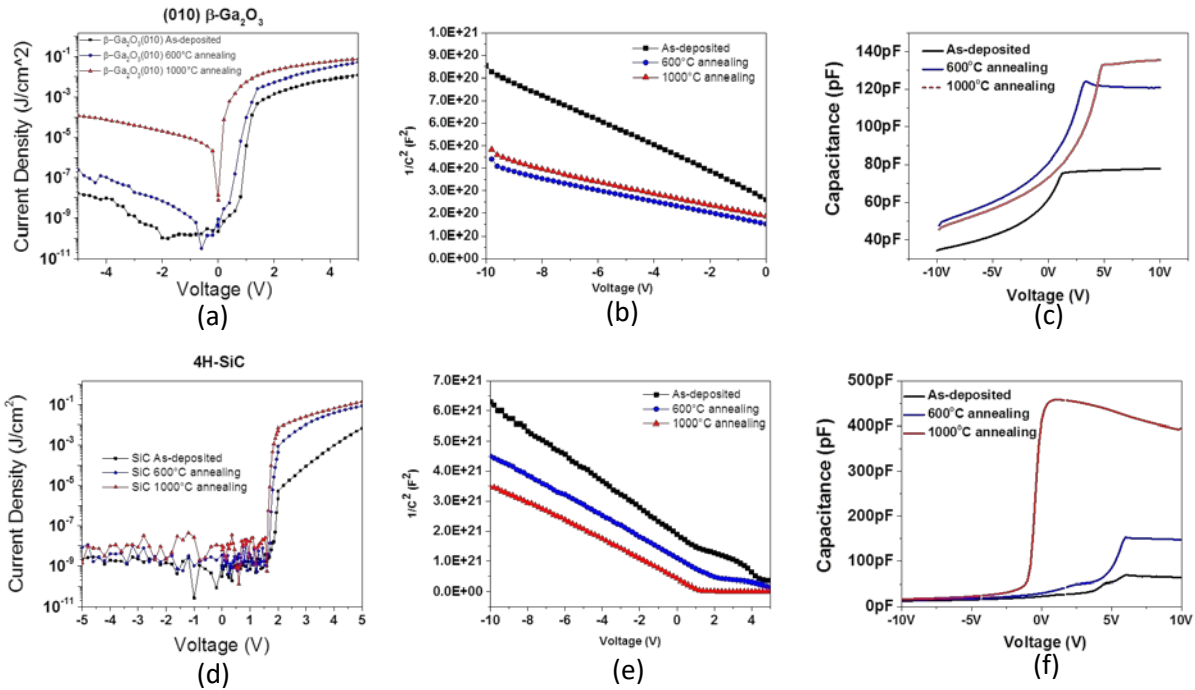 (010) β-Ga2O3
β-Ga2O3(010) As-deposited
β-Ga2O3(010) 600°C annealing
β-Ga2O3(010) 1000°C annealing
Current Density (J/cm^2)
10^-1
10^-3
10^-5
10^-7
10^-9
10^-11
-4 -2 0 2 4
Voltage (V)
(a)
As-deposited
600°C annealing
1000°C annealing
1/C^2 (F^2)
1.0E+21
9.0E+20
8.0E+20
7.0E+20
6.0E+20
5.0E+20
4.0E+20
3.0E+20
2.0E+20
1.0E+20
0.0E+00
-10 -8 -6 -4 -2 0
Voltage (V)
(b)
As-deposited
600°C annealing
1000°C annealing
Capacitance (pF)
140pF
120pF
100pF
80pF
60pF
40pF
-10V -5V 0V 5V 10V
Voltage (V)
(c)
4H-SiC
SiC As-deposited
SiC 600°C annealing
SiC 1000°C annealing
Current Density (J/cm^2)
10^-1
10^-3
10^-5
10^-7
10^-9
10^-11
-5 -4 -3 -2 -1 0 1 2 3 4 5
Voltage (V)
(d)
As-deposited
600°C annealing
1000°C annealing
1/C^2 (F^2)
7.0E+21
6.0E+21
5.0E+21
4.0E+21
3.0E+21
2.0E+21
1.0E+21
0.0E+00
-10 -8 -6 -4 -2 0 2 4
Voltage (V)
(e)
As-deposited
600°C annealing
1000°C annealing
Capacitance (pF)
500pF
400pF
300pF
200pF
100pF
0pF
-10V -5V 0V 5V 10V
Voltage (V)
(f)